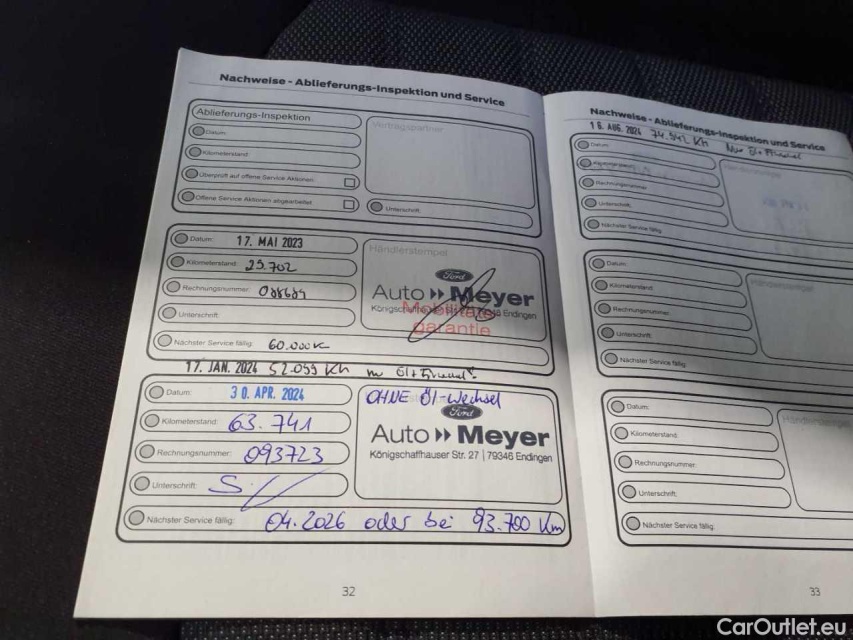 Nachweise - Ablieferungs-Inspektion und Service
Ablieferungs-Inspektion
Datum:
Kilometerstand:
Überprüft auf offene Service Aktionen
Offene Service Aktionen abgearbeitet
Vertragspartner
Unterschrift:
Datum: 17. MAI 2023
Kilometerstand: 25.702
Rechnungsnummer:
Unterschrift:
Nächster Service fällig: 60.000
Händlerstempel
Ford
Auto Meyer
79346 Endingen
Mobilitäts
garantie
17. JAN. 2024 52.099 Km
Datum: 30. APR. 2024
Kilometerstand: 63.741
Rechnungsnummer: 093723
Unterschrift:
Nächster Service fällig: 04.2026 oder bei 93.700 Km
OHNE Öl-Wechsel
Ford
Auto Meyer
Königschaffhauser Str. 27 | 79346 Endingen
32
Nachweise - Ablieferungs-Inspektion und Service
16. AUG. 2024 74.542 Km
Datum:
Kilometerstand:
Rechnungsnummer:
Unterschrift:
Nächster Service fällig:
Datum:
Kilometerstand:
Rechnungsnummer:
Unterschrift:
Nächster Service fällig:
Datum:
Kilometerstand:
Rechnungsnummer:
Unterschrift:
Nächster Service fällig:
33
CarOutlet.eu